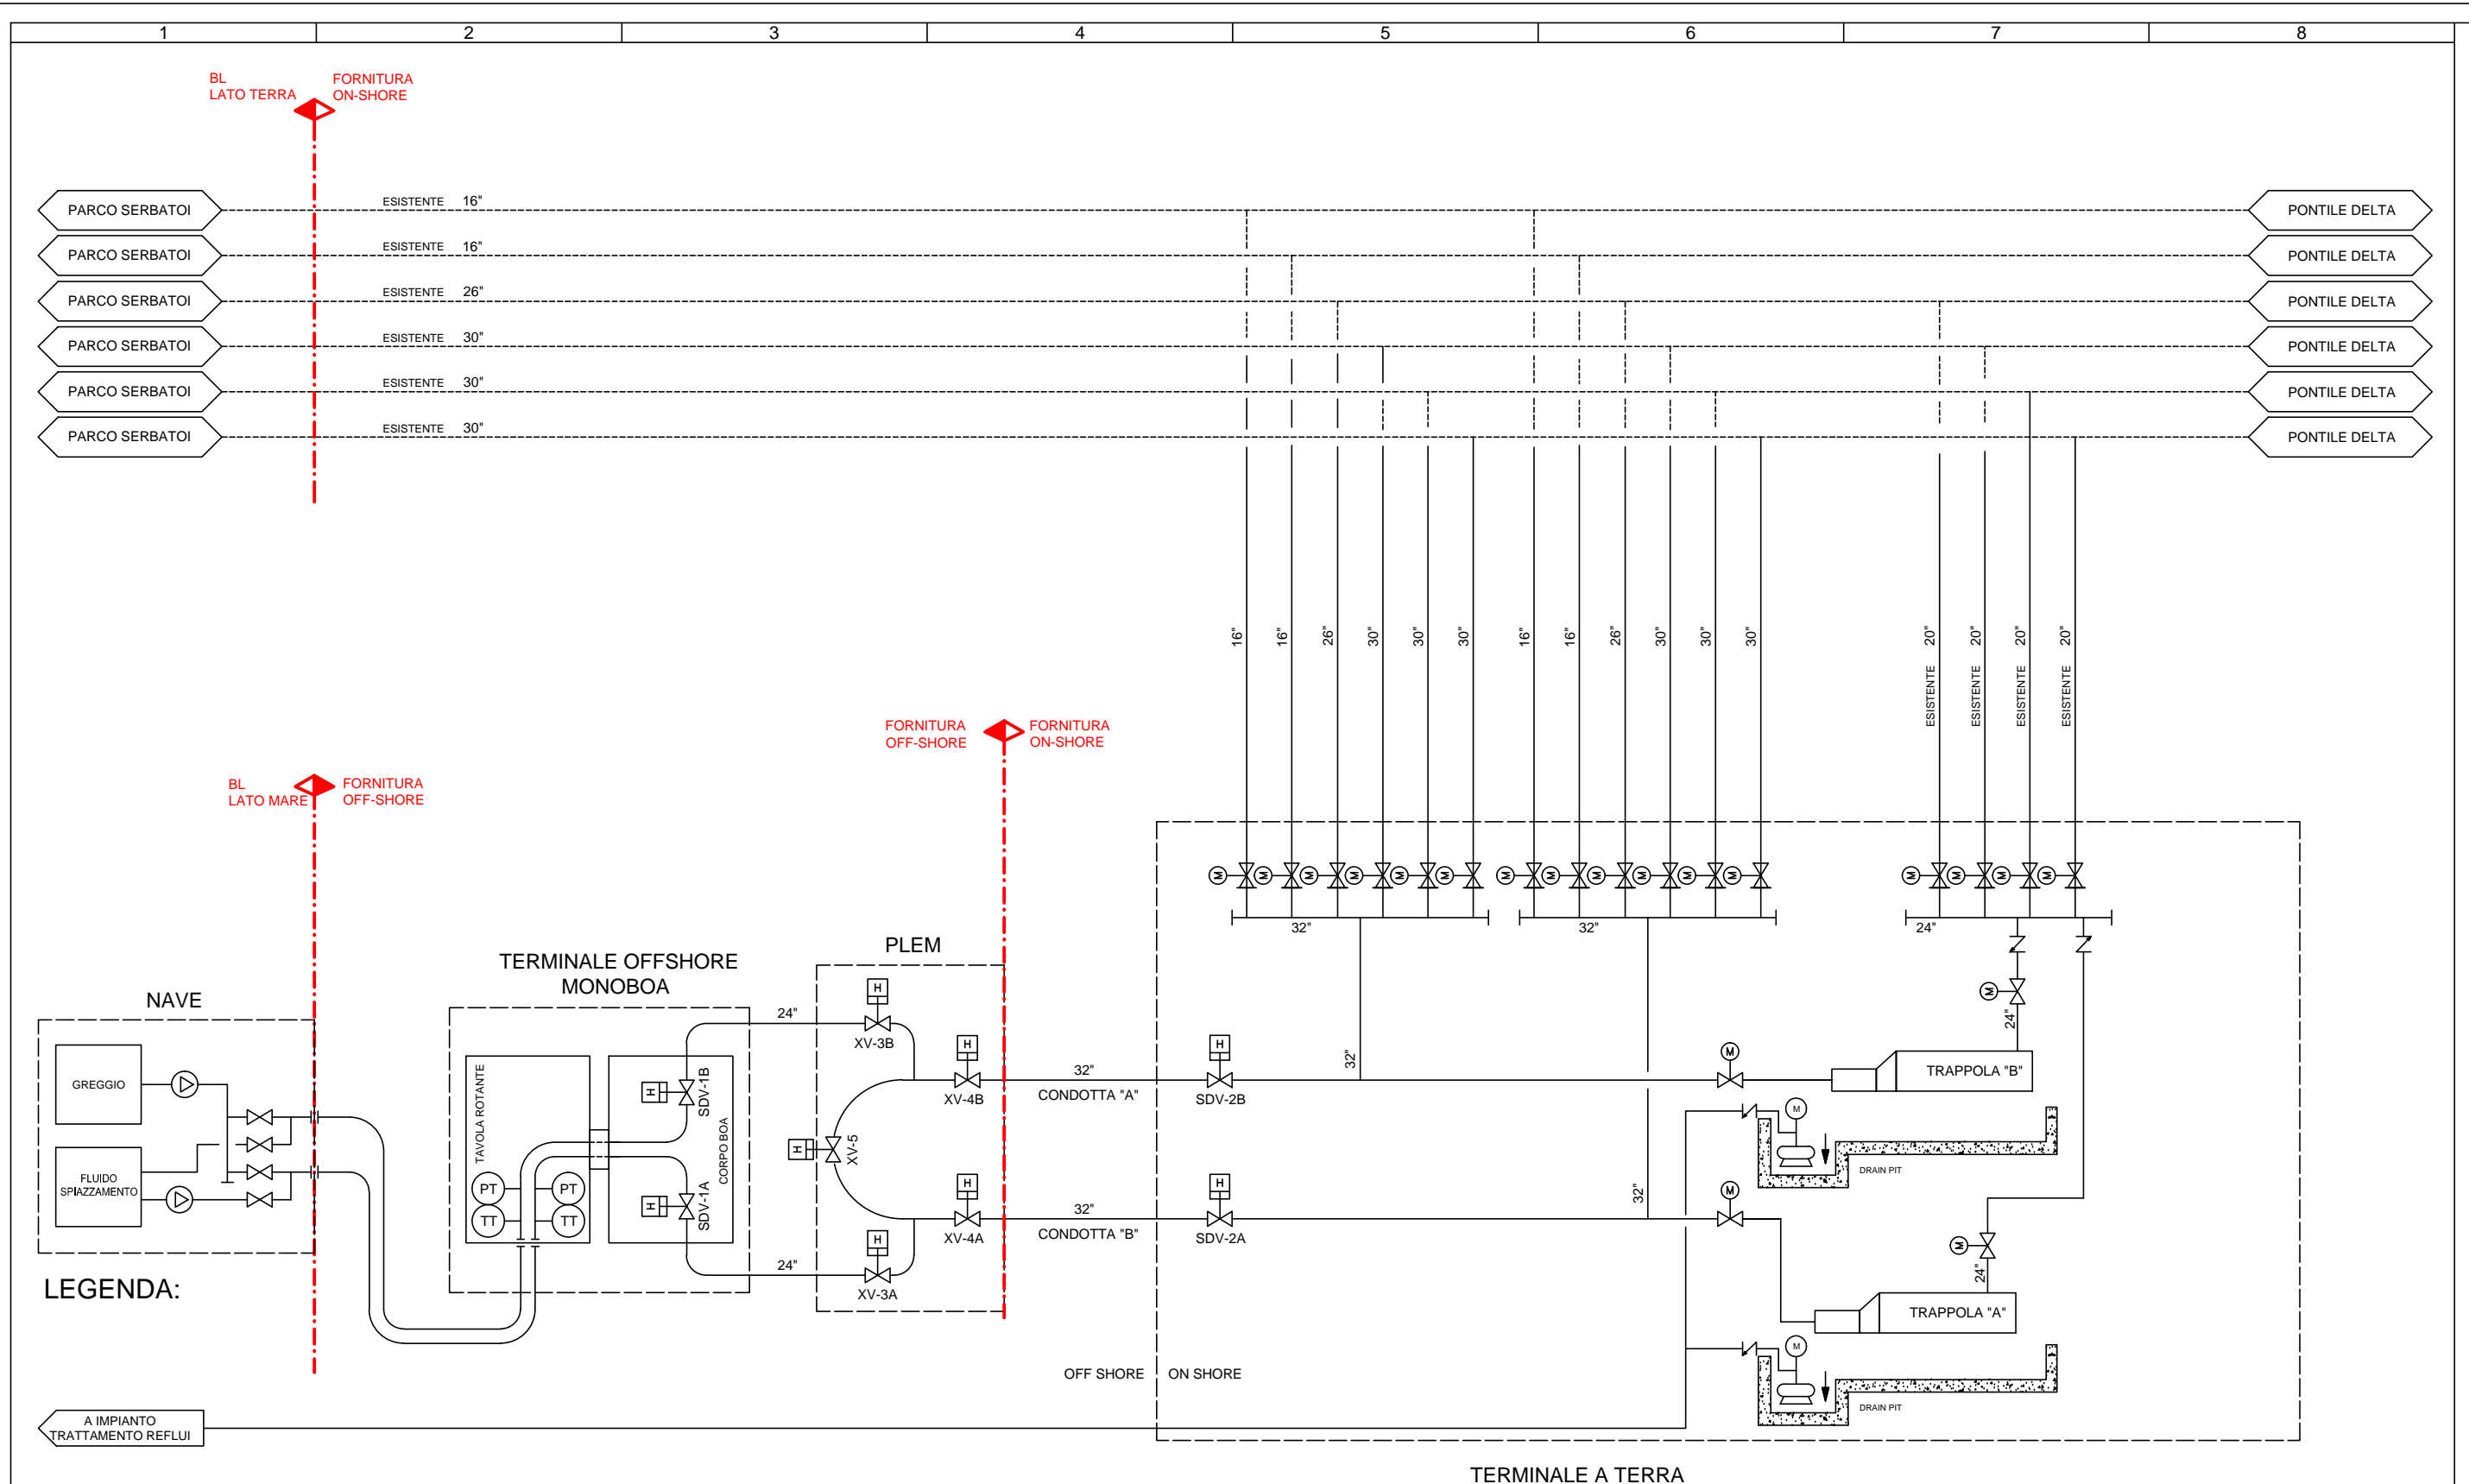 1 2 3 4 5 6 7 8
BL
LATO TERRA
FORNITURA
ON-SHORE
PARCO SERBATOI ESISTENTE 16" PONTILE DELTA
PARCO SERBATOI ESISTENTE 16" PONTILE DELTA
PARCO SERBATOI ESISTENTE 26" PONTILE DELTA
PARCO SERBATOI ESISTENTE 30" PONTILE DELTA
PARCO SERBATOI ESISTENTE 30" PONTILE DELTA
PARCO SERBATOI ESISTENTE 30" PONTILE DELTA
16" 16" 26" 30" 30" 30" 16" 16" 26" 30" 30" 30"
ESISTENTE 20"
ESISTENTE 20"
ESISTENTE 20"
ESISTENTE 20"
FORNITURA
OFF-SHORE
FORNITURA
ON-SHORE
BL
LATO MARE
FORNITURA
OFF-SHORE
M M M M M M M M M M M M M M M M
32" 32" 24"
NAVE
GREGGIO
FLUIDO
SPIAZZAMENTO
TERMINALE OFFSHORE
MONOBOA
TAVOLA ROTANTE
PT PT
TT TT
H
SDV-1B
H
SDV-1A
CORPO BOA
24"
24"
PLEM
H
XV-3B
H
XV-4B
H
XV-5
H
XV-4A
H
XV-3A
32"
CONDOTTA "A"
32"
CONDOTTA "B"
H
SDV-2B
H
SDV-2A
32"
32"
M
M
24"
TRAPPOLA "B"
M
DRAIN PIT
M
M
24"
TRAPPOLA "A"
M
DRAIN PIT
LEGENDA:
OFF SHORE
ON SHORE
A IMPIANTO
TRATTAMENTO REFLUI
TERMINALE A TERRA